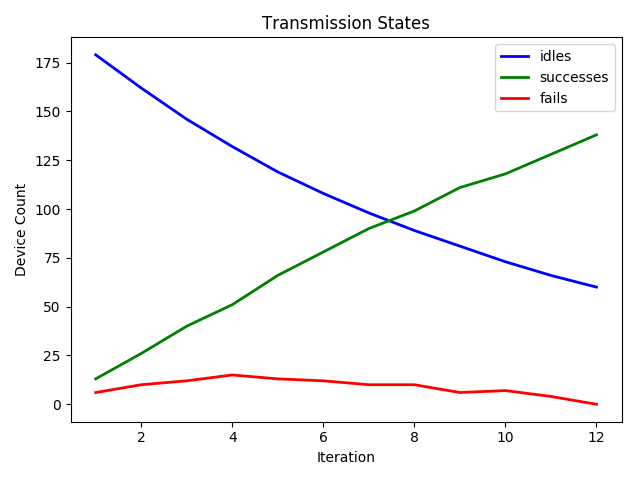 Transmission States
idles
successes
fails
175
150
125
100
75
50
25
0
Device Count
2
4
6
8
10
12
Iteration